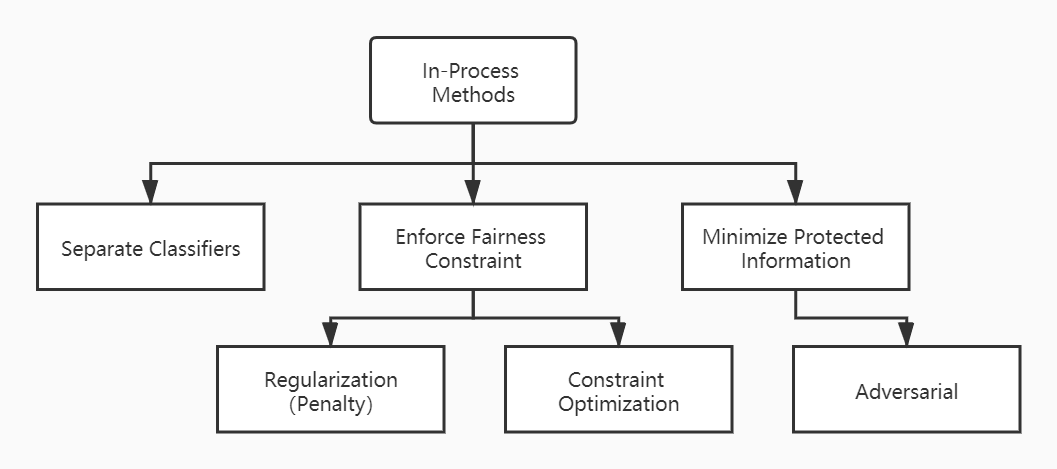 In-Process
Methods
Separate Classifiers
Enforce Fairness
Constraint
Minimize Protected
Information
Regularization
(Penalty)
Constraint
Optimization
Adversarial